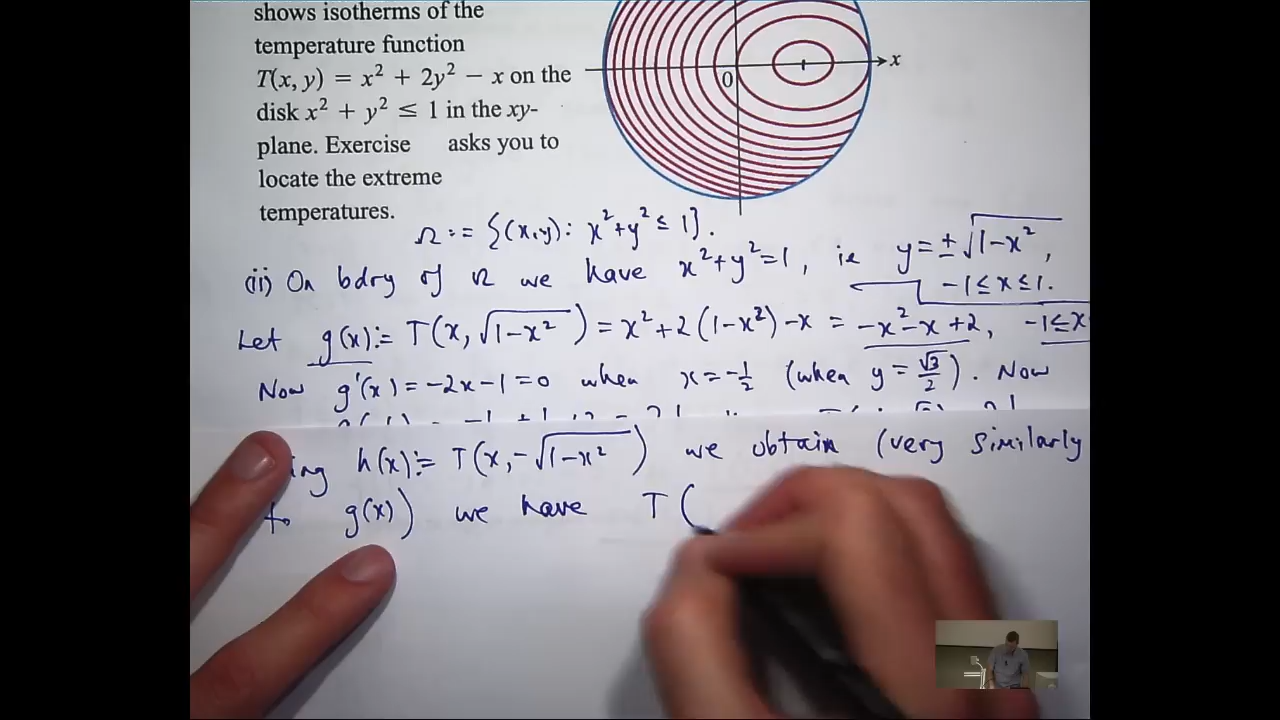 shows isotherms of the
temperature function
T(x, y) = x² + 2y² − x on the
disk x² + y² ≤ 1 in the xy-
plane. Exercise asks you to
locate the extreme
temperatures.
0
x
Ω := {(x,y): x²+y² ≤ 1}.
(ii) On bdry of Ω we have x²+y²=1, ie y=±√(1−x²),
−1≤x≤1.
Let g(x):= T(x, √(1−x²)) = x²+2(1−x²)−x = −x²−x+2, −1≤x
Now g'(x) = −2x−1=0 when x=−1/2 (when y = √3/2). Now
ing h(x):= T(x,−√(1−x²)) we obtain (very similarly
to g(x)) we have T(